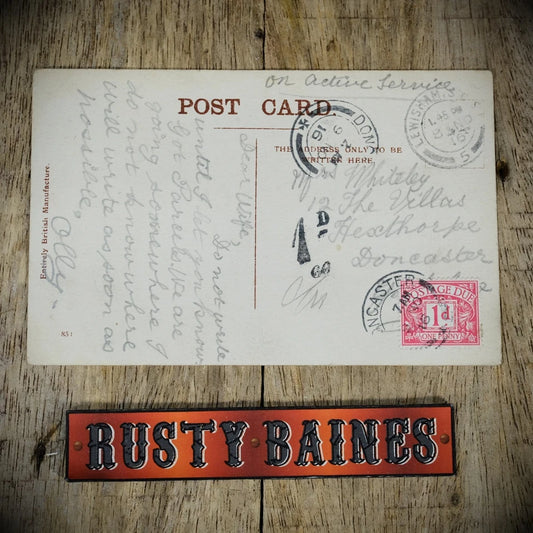 on Active Service
POST CARD.
THE ADDRESS ONLY TO BE
WRITTEN HERE.
Mrs Whiteley
12 The Villas
Hexthorpe
Doncaster
Dear Wife,
Do not write
until I let you know
Got Parcels We are
going somewhere I
do not know where
will write as soon as
possible,
Olly
Entirely British Manufacture.
851
1D
LEWISHAM
5
DON
DONCASTER
POSTAGE DUE
1d
ONE PENNY
RUSTY BAINES